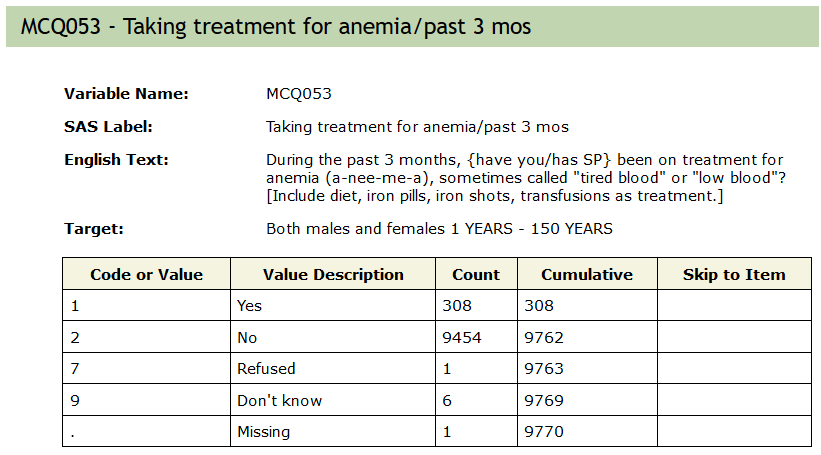 MCQ053 - Taking treatment for anemia/past 3 mos
Variable Name: MCQ053
SAS Label: Taking treatment for anemia/past 3 mos
English Text: During the past 3 months, {have you/has SP} been on treatment for
anemia (a-nee-me-a), sometimes called "tired blood" or "low blood"?
[Include diet, iron pills, iron shots, transfusions as treatment.]
Target: Both males and females 1 YEARS - 150 YEARS
Code or Value Value Description Count Cumulative Skip to Item
1 Yes 308 308
2 No 9454 9762
7 Refused 1 9763
9 Don't know 6 9769
. Missing 1 9770